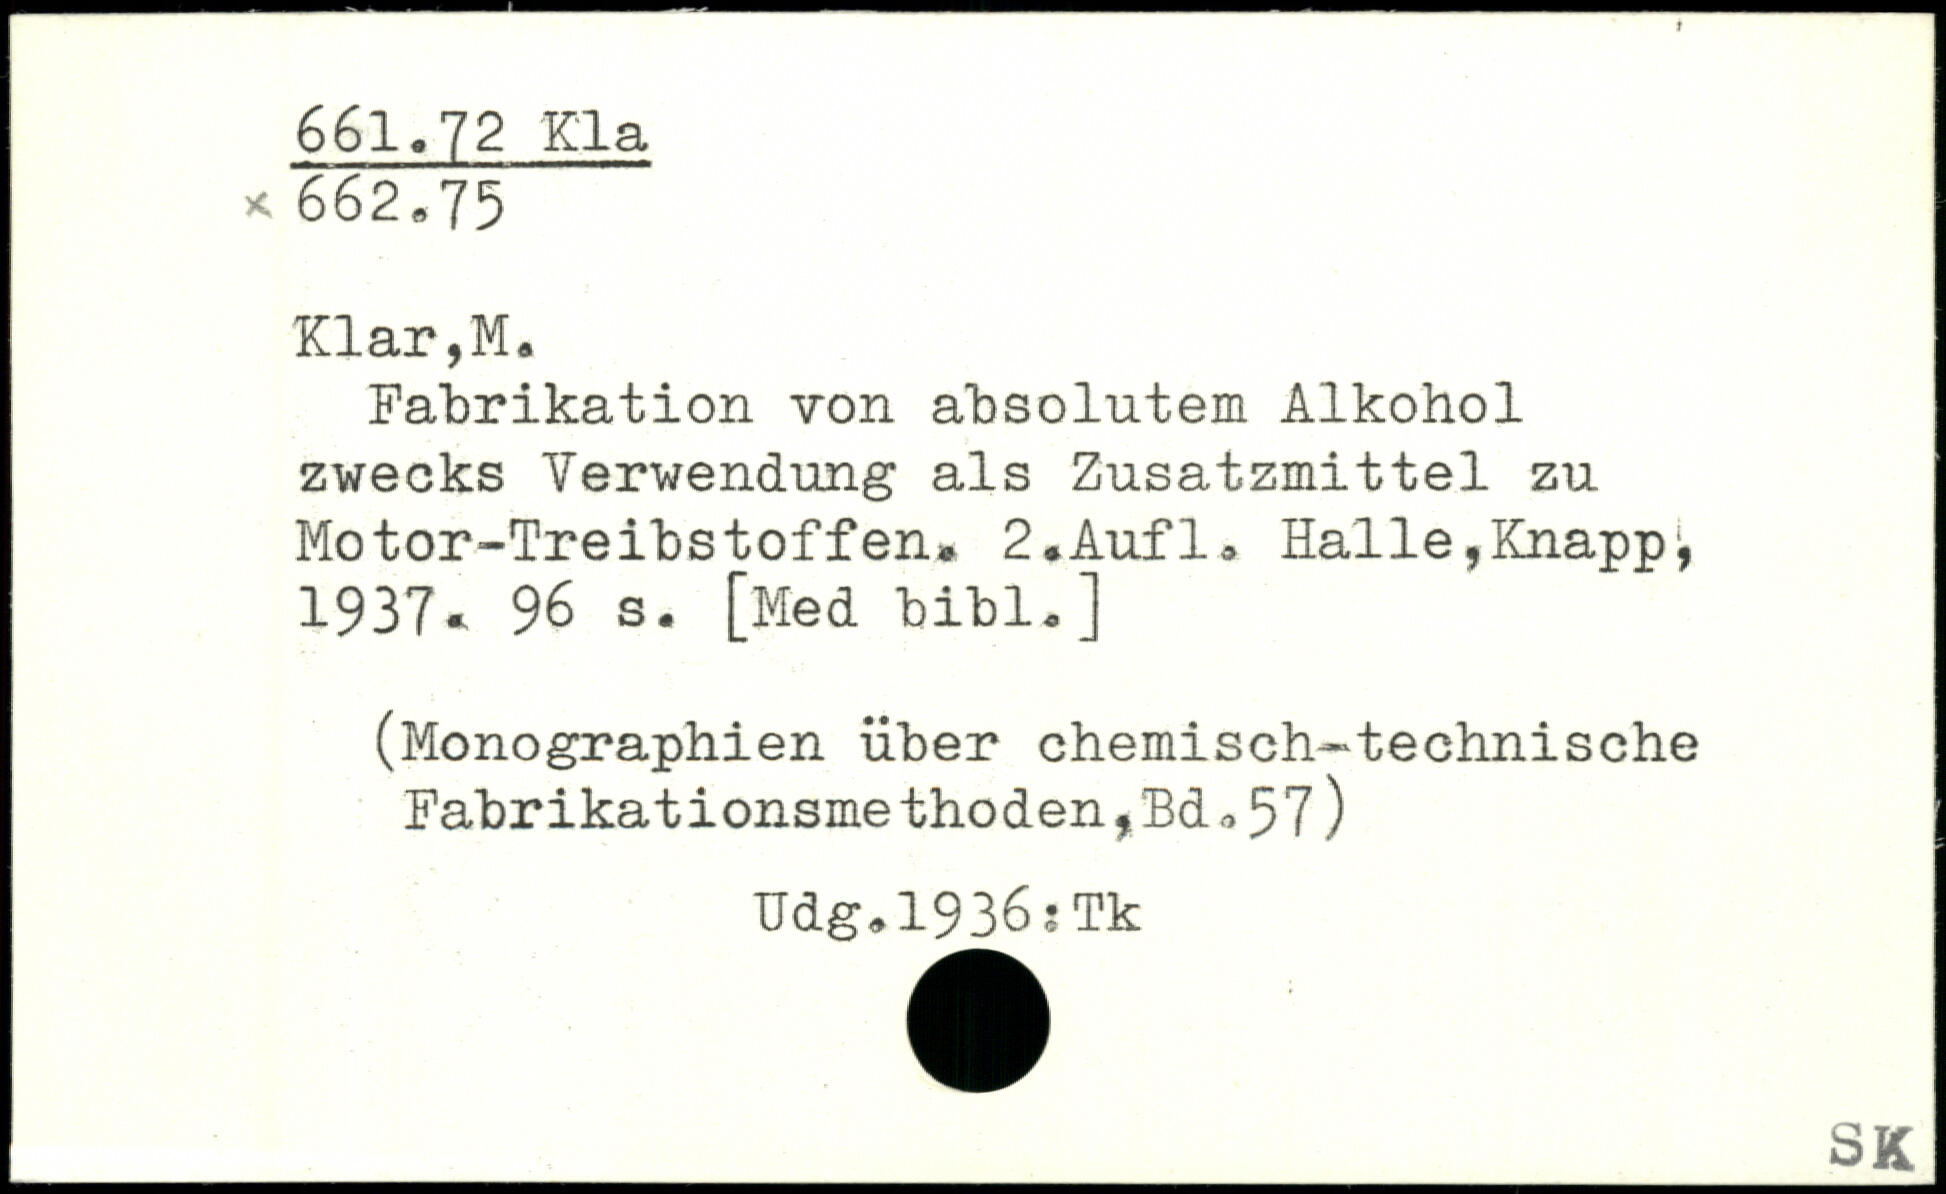 661.72 Kla
x 662.75
Klar,M.
Fabrikation von absolutem Alkohol
zwecks Verwendung als Zusatzmittel zu
Motor-Treibstoffen. 2.Aufl. Halle,Knapp,
1937. 96 s. [Med bibl.]
(Monographien über chemisch-technische
Fabrikationsmethoden,Bd.57)
Udg.1936:Tk
SK